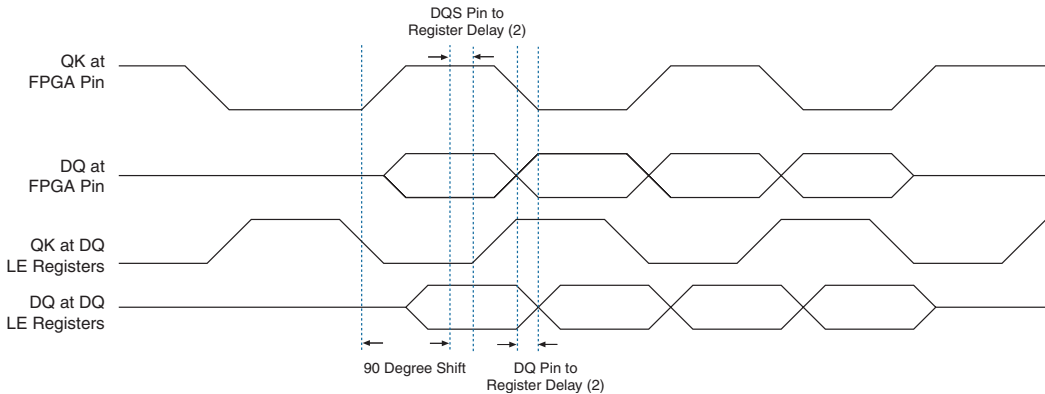 DQS Pin to
Register Delay (2)
QK at
FPGA Pin
DQ at
FPGA Pin
QK at DQ
LE Registers
DQ at DQ
LE Registers
90 Degree Shift
DQ Pin to
Register Delay (2)